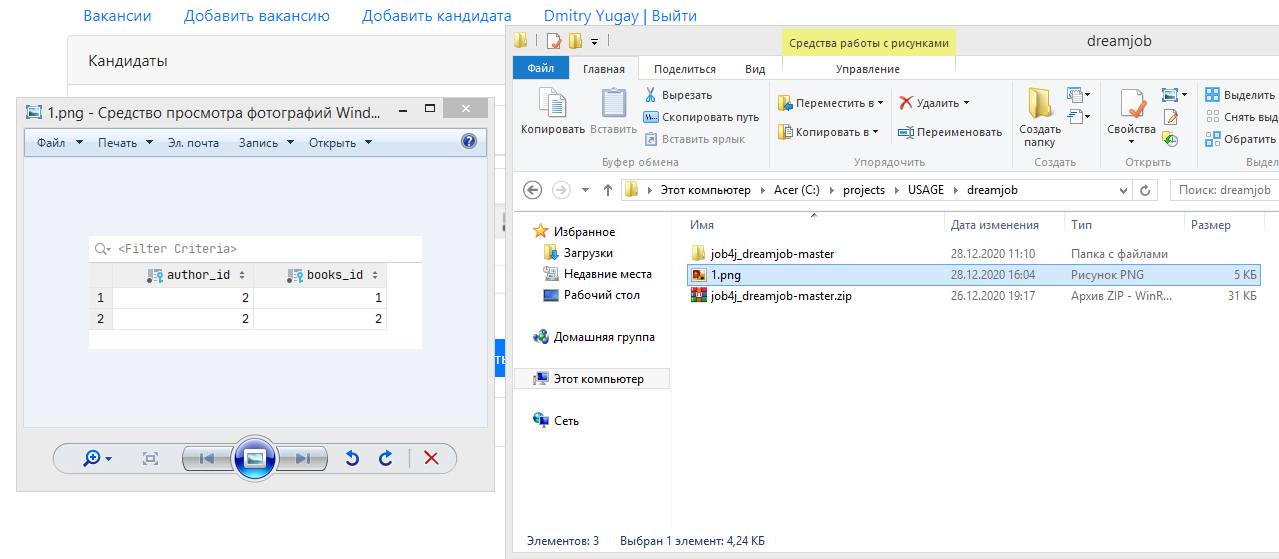 Вакансии Добавить вакансию Добавить кандидата Dmitry Yugay | Выйти
Кандидаты
1.png - Средство просмотра фотографий Wind...
Файл Печать Эл. почта Запись Открыть
<Filter Criteria>
author_id books_id
1 2 1
2 2 2
Средства работы с рисунками
dreamjob
Файл Главная Поделиться Вид Управление
Копировать
Вставить
Вырезать
Скопировать путь
Вставить ярлык
Буфер обмена
Переместить в
Копировать в
Удалить
Переименовать
Упорядочить
Создать папку
Создать
Свойства
Открыть
Выделить
Снять выд
Обратить
Выдел
Этот компьютер Acer (C:) projects USAGE dreamjob
Поиск: dreamjob
Избранное
Загрузки
Недавние места
Рабочий стол
Домашняя группа
Этот компьютер
Сеть
Имя Дата изменения Тип Размер
job4j_dreamjob-master 28.12.2020 11:10 Папка с файлами
1.png 28.12.2020 16:04 Рисунок PNG 5 КБ
job4j_dreamjob-master.zip 26.12.2020 19:17 Архив ZIP - WinR... 31 КБ
Элементов: 3 Выбран 1 элемент: 4,24 КБ